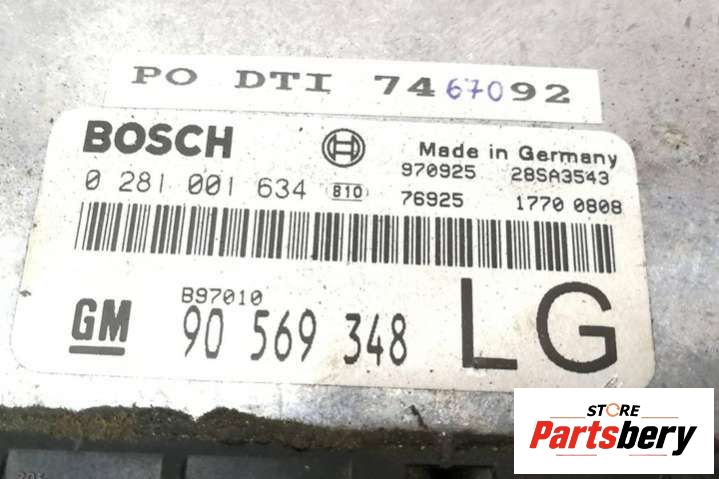 PO DTI 7467092
BOSCH
Made in Germany
970925 28SA3543
0 281 001 634 810
76925 1770 0808
B97010
GM 90 569 348 LG
STORE
Partsbery